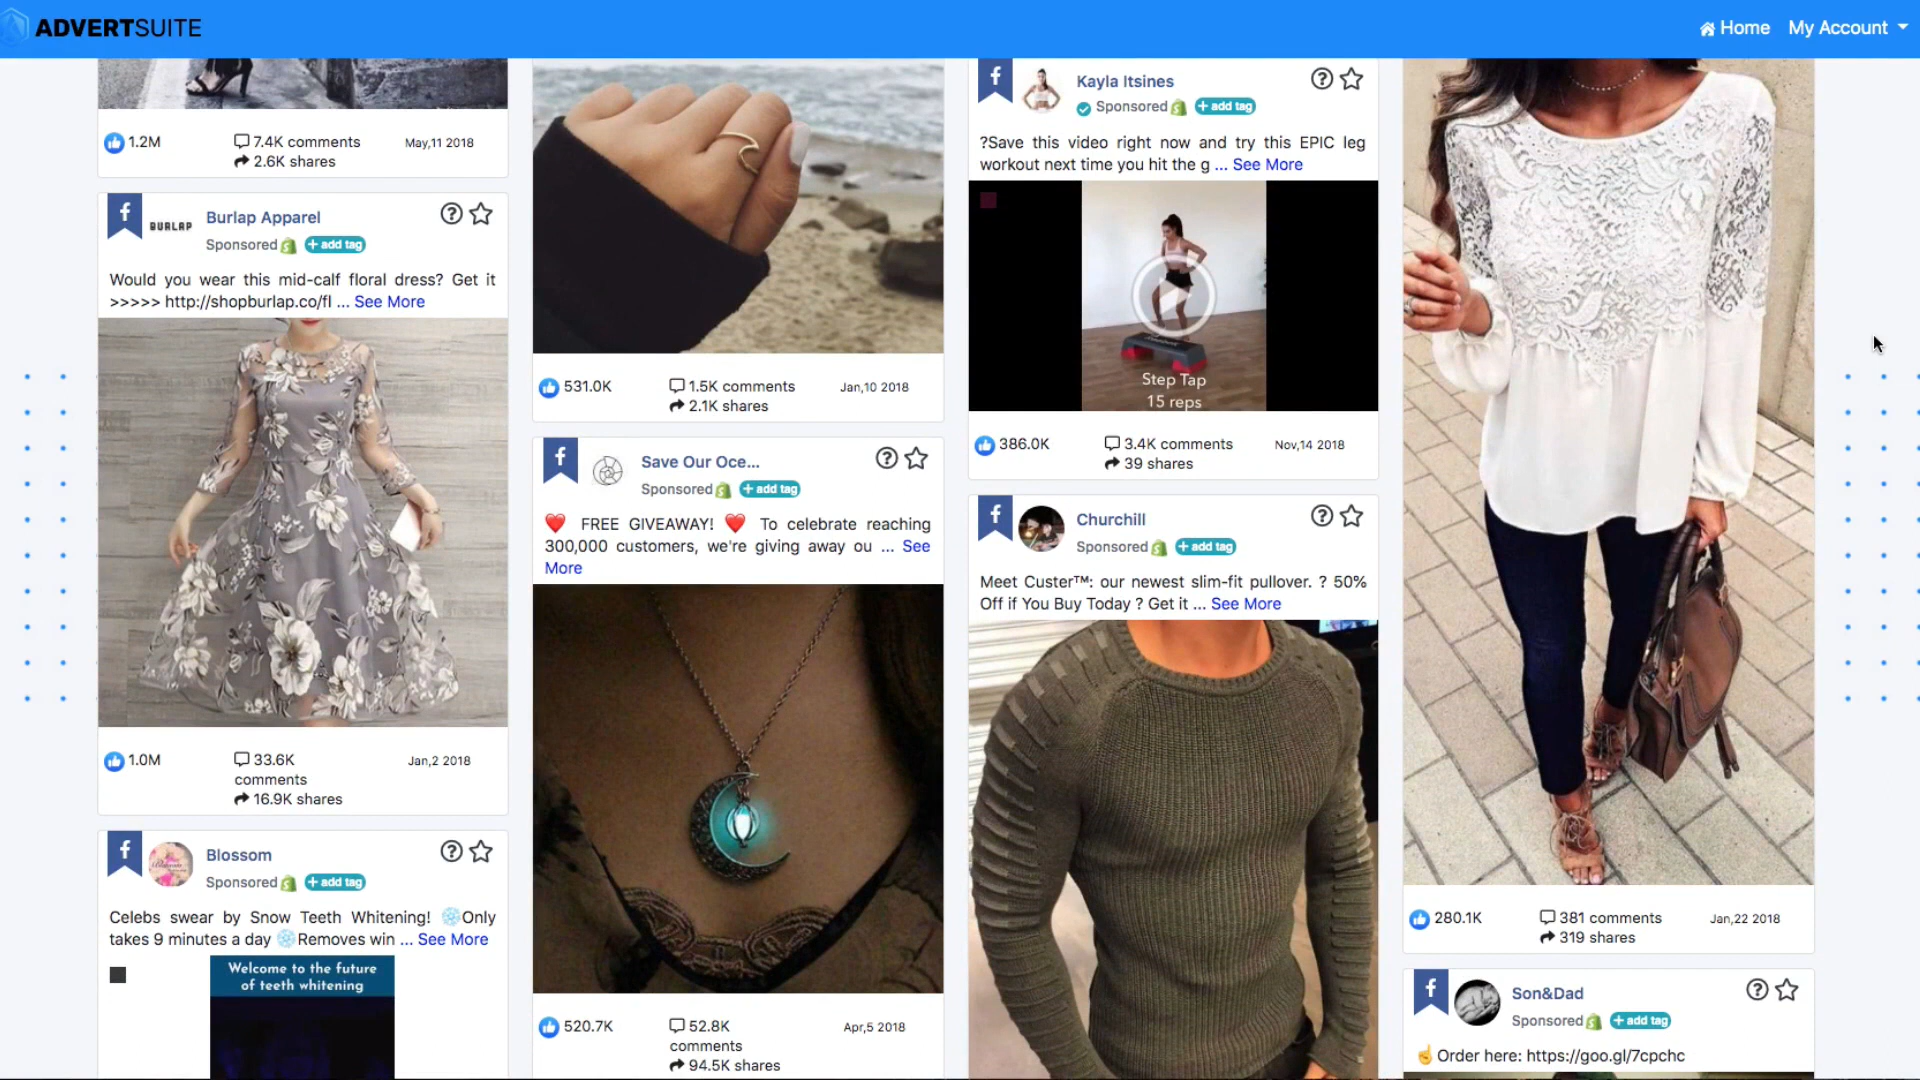 ADVERTSUITE
Home My Account
1.2M
7.4K comments
May,11 2018
2.6K shares
BURLAP
Burlap Apparel
Sponsored + add tag
Would you wear this mid-calf floral dress? Get it
>>>>> http://shopburlap.co/fl ... See More
1.0M
33.6K
comments
Jan,2 2018
16.9K shares
Blossom
Sponsored + add tag
Celebs swear by Snow Teeth Whitening! ❄️Only
takes 9 minutes a day ❄️Removes win ... See More
Welcome to the future
of teeth whitening
531.0K
1.5K comments
Jan,10 2018
2.1K shares
Save Our Oce...
Sponsored + add tag
❤️ FREE GIVEAWAY! ❤️ To celebrate reaching
300,000 customers, we're giving away ou ... See
More
520.7K
52.8K
comments
Apr,5 2018
94.5K shares
Kayla Itsines
Sponsored + add tag
?Save this video right now and try this EPIC leg
workout next time you hit the g ... See More
Step Tap
15 reps
386.0K
3.4K comments
Nov,14 2018
39 shares
Churchill
Sponsored + add tag
Meet Custer™: our newest slim-fit pullover. ? 50%
Off if You Buy Today ? Get it ... See More
280.1K
381 comments
Jan,22 2018
319 shares
Son&Dad
Sponsored + add tag
☝️Order here: https://goo.gl/7cpchc